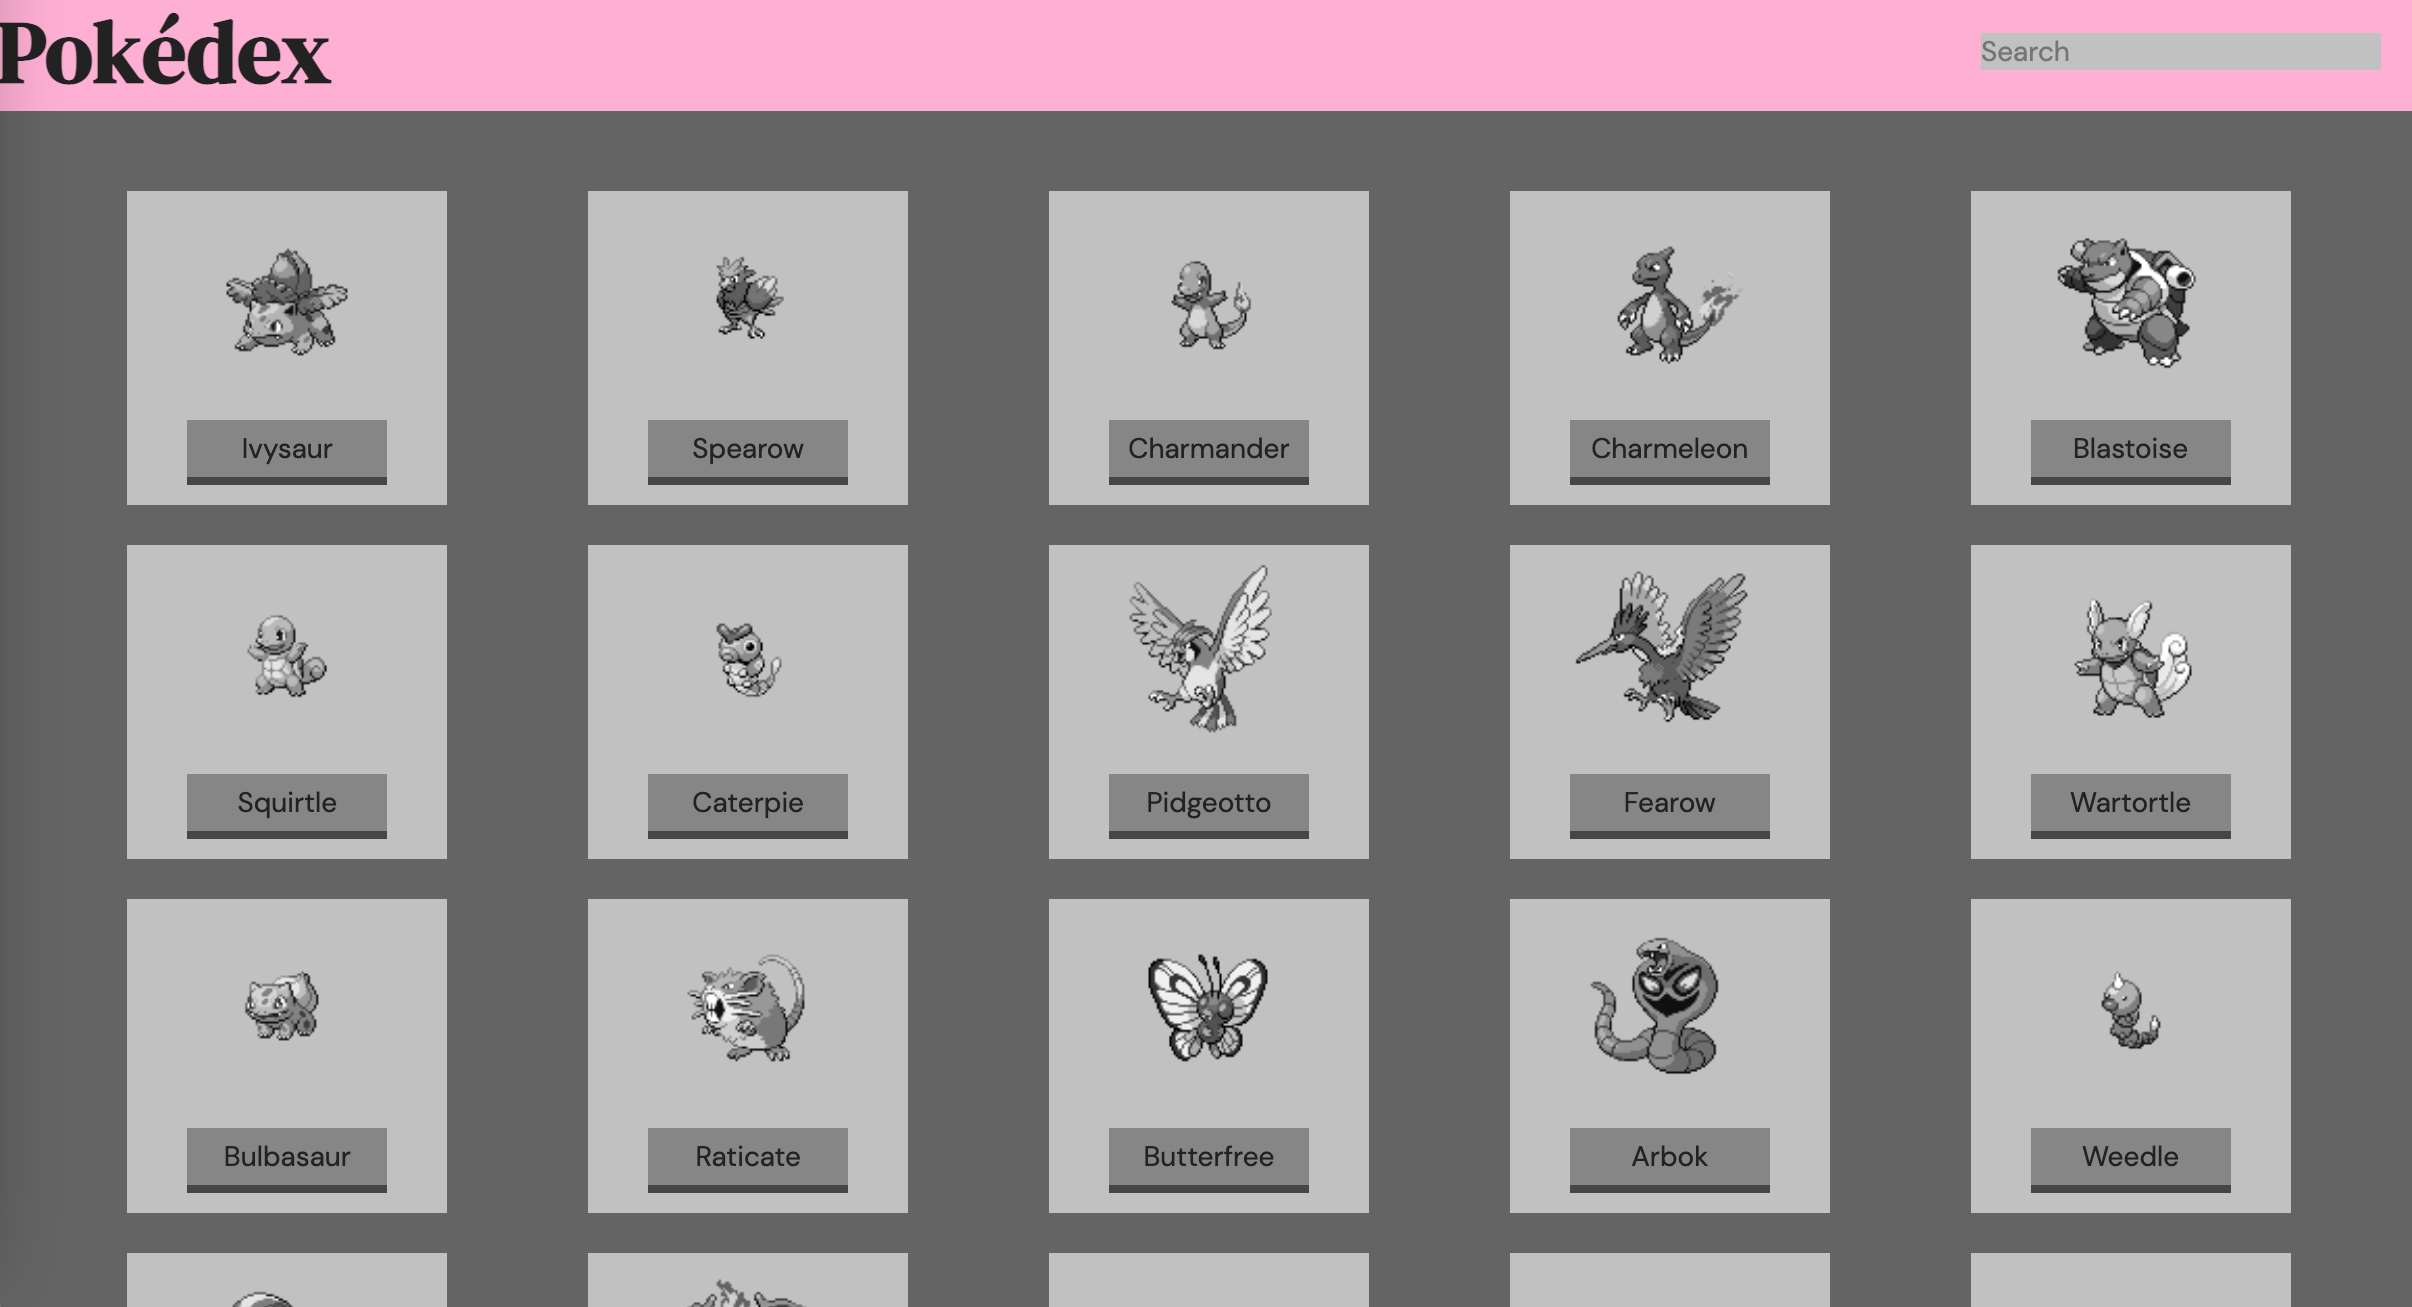 Pokédex
Search
Ivysaur
Spearow
Charmander
Charmeleon
Blastoise
Squirtle
Caterpie
Pidgeotto
Fearow
Wartortle
Bulbasaur
Raticate
Butterfree
Arbok
Weedle